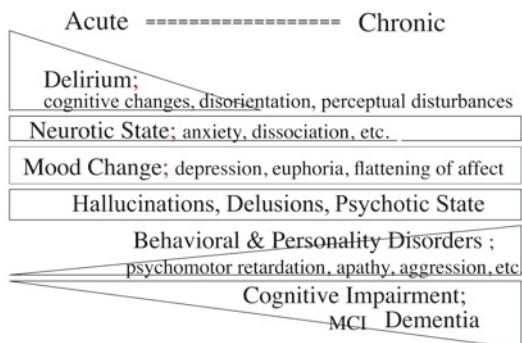 Acute ================== Chronic
Delirium;
cognitive changes, disorientation, perceptual disturbances
Neurotic State; anxiety, dissociation, etc.
Mood Change; depression, euphoria, flattening of affect
Hallucinations, Delusions, Psychotic State
Behavioral & Personality Disorders ;
psychomotor retardation, apathy, aggression, etc
Cognitive Impairment;
MCI Dementia